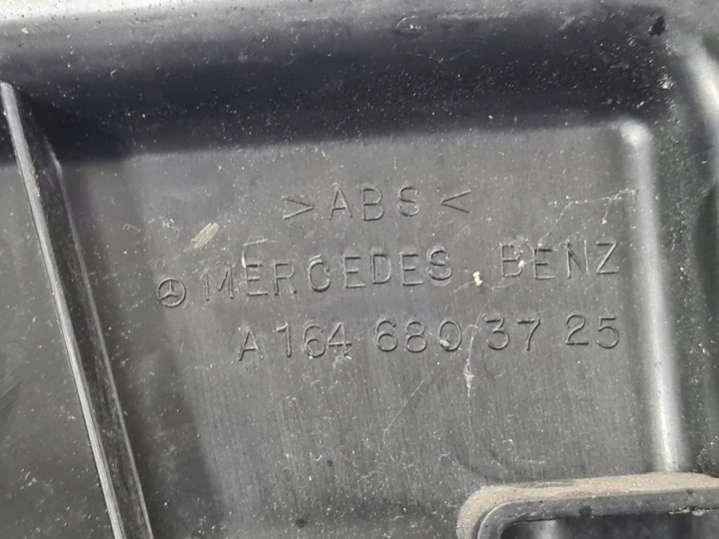 >ABS<
MERCEDES BENZ
A 164 680 37 25